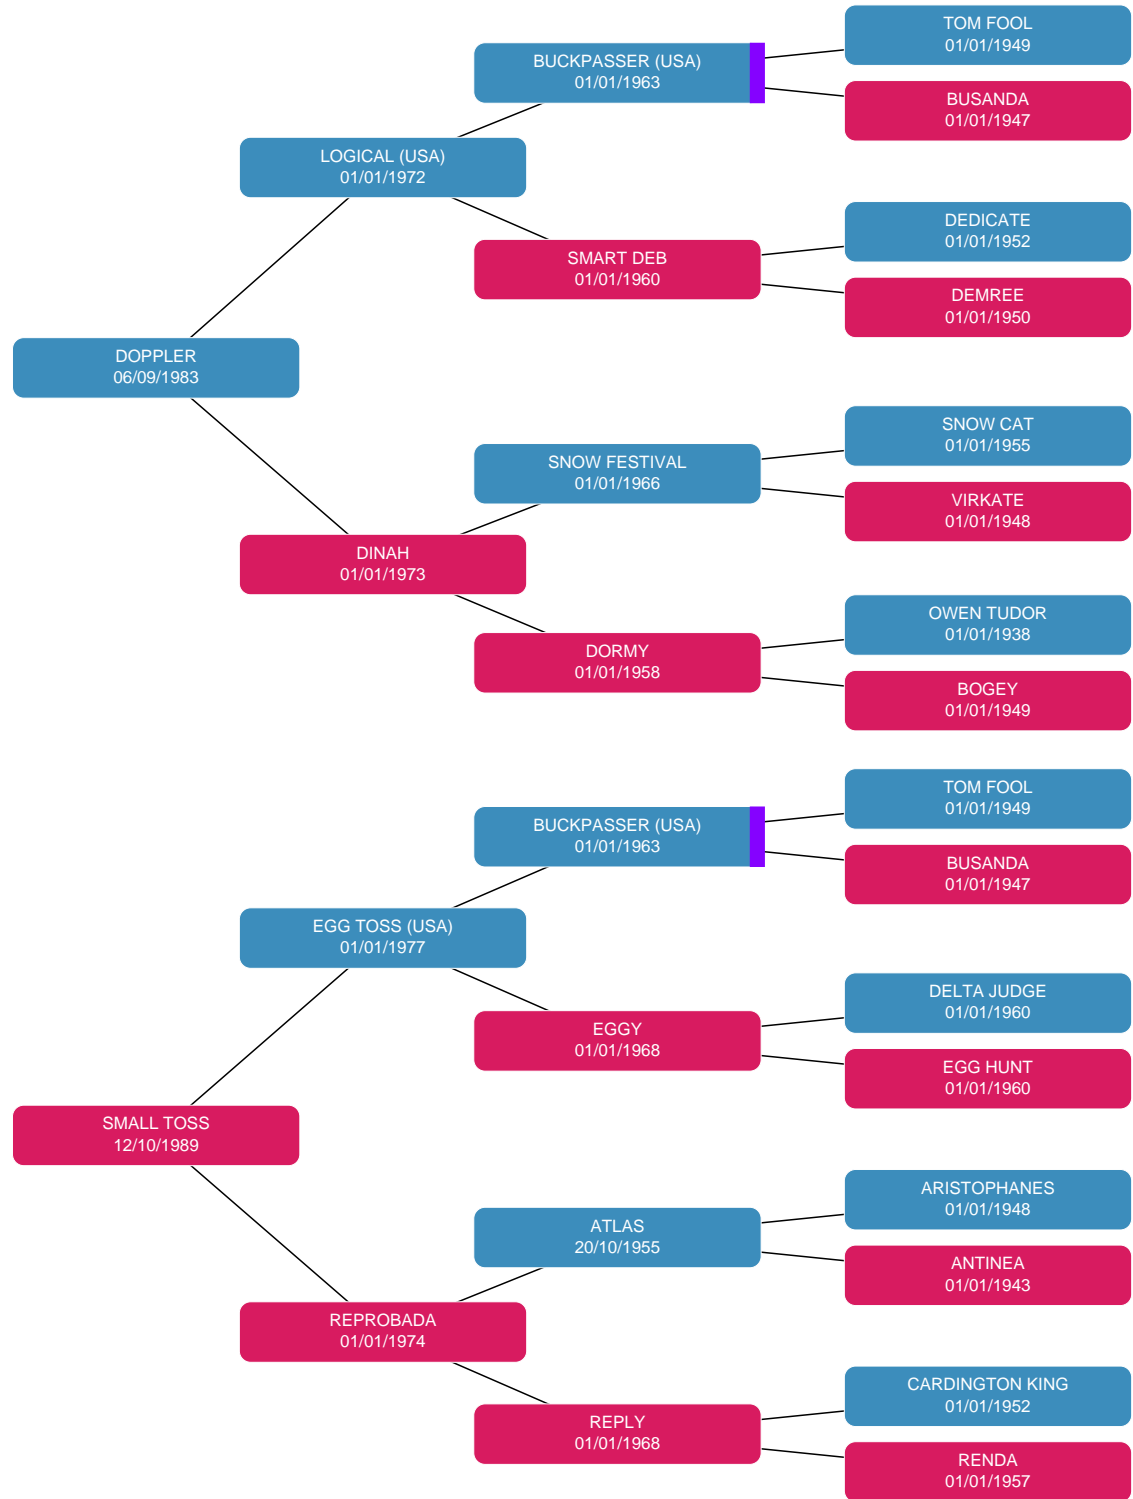 TOM FOOL
01/01/1949
BUCKPASSER (USA)
01/01/1963
BUSANDA
01/01/1947
LOGICAL (USA)
01/01/1972
DEDICATE
01/01/1952
SMART DEB
01/01/1960
DEMREE
01/01/1950
DOPPLER
06/09/1983
SNOW CAT
01/01/1955
SNOW FESTIVAL
01/01/1966
VIRKATE
01/01/1948
DINAH
01/01/1973
OWEN TUDOR
01/01/1938
DORMY
01/01/1958
BOGEY
01/01/1949
TOM FOOL
01/01/1949
BUCKPASSER (USA)
01/01/1963
BUSANDA
01/01/1947
EGG TOSS (USA)
01/01/1977
DELTA JUDGE
01/01/1960
EGGY
01/01/1968
EGG HUNT
01/01/1960
SMALL TOSS
12/10/1989
ARISTOPHANES
01/01/1948
ATLAS
20/10/1955
ANTINEA
01/01/1943
REPROBADA
01/01/1974
CARDINGTON KING
01/01/1952
REPLY
01/01/1968
RENDA
01/01/1957